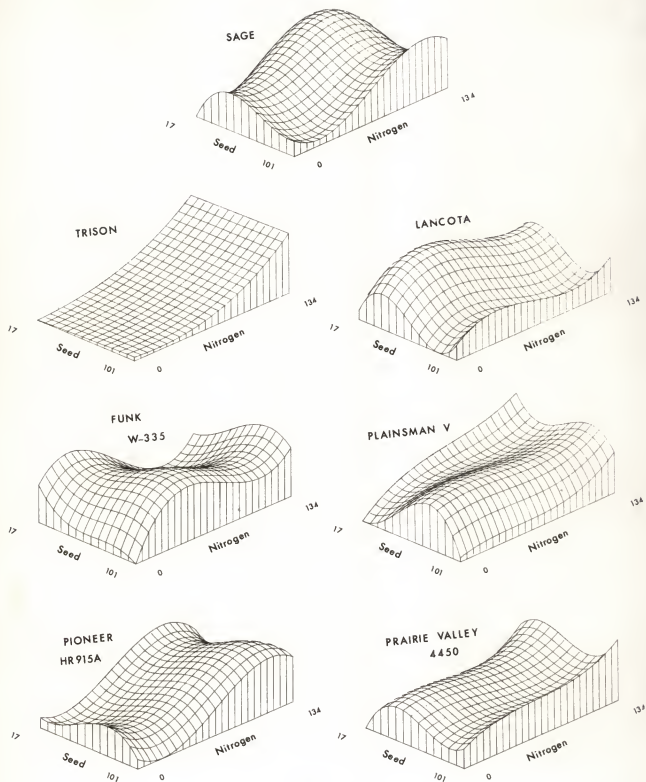 SAGE
134
17
Seed
Nitrogen
101
0
TRISON
134
17
Seed
Nitrogen
101
0
LANCOTA
134
17
Seed
Nitrogen
101
0
FUNK
W-335
134
17
Seed
Nitrogen
101
0
PLAINSMAN V
134
17
Seed
Nitrogen
101
0
PIONEER
HR915A
134
17
Seed
Nitrogen
101
0
PRAIRIE VALLEY
4450
134
17
Seed
Nitrogen
101
0